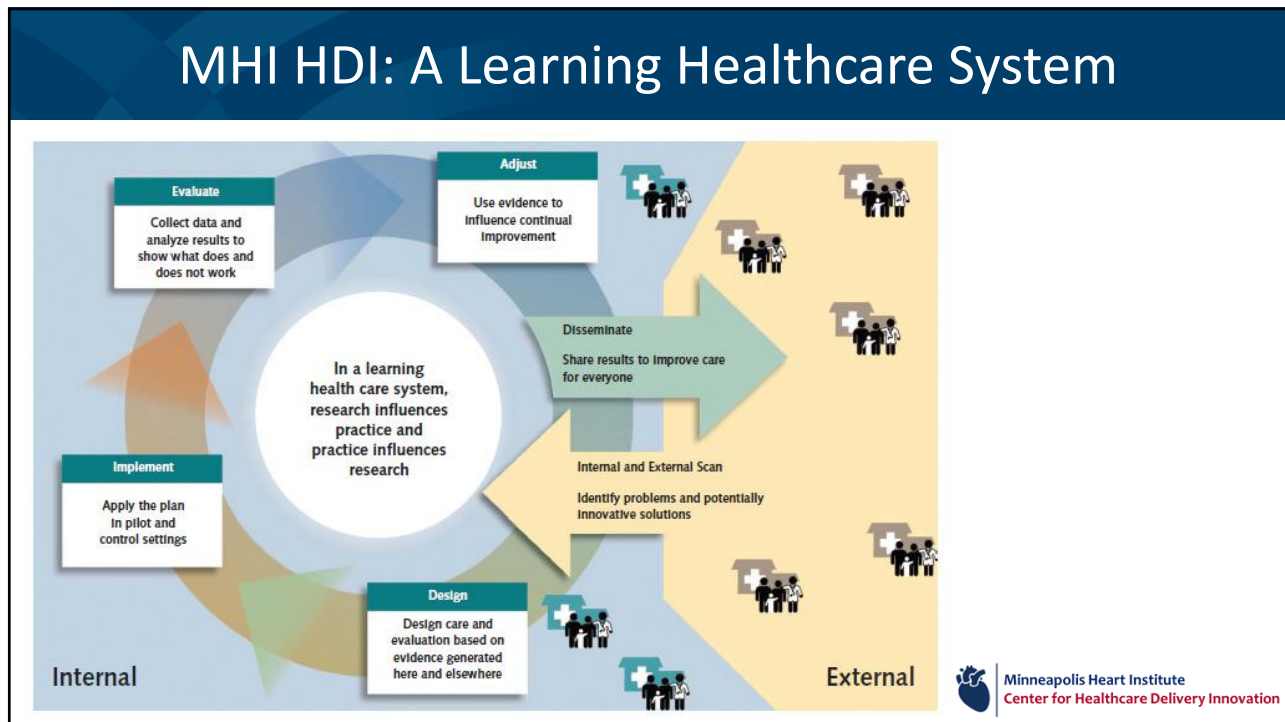 MHI HDI: A Learning Healthcare System
Evaluate
Collect data and
analyze results to
show what does and
does not work
Adjust
Use evidence to
influence continual
improvement
Disseminate
Share results to improve care
for everyone
In a learning
health care system,
research influences
practice and
practice influences
research
Internal and External Scan
Identify problems and potentially
innovative solutions
Implement
Apply the plan
in pilot and
control settings
Design
Design care and
evaluation based on
evidence generated
here and elsewhere
Internal
External
Minneapolis Heart Institute
Center for Healthcare Delivery Innovation